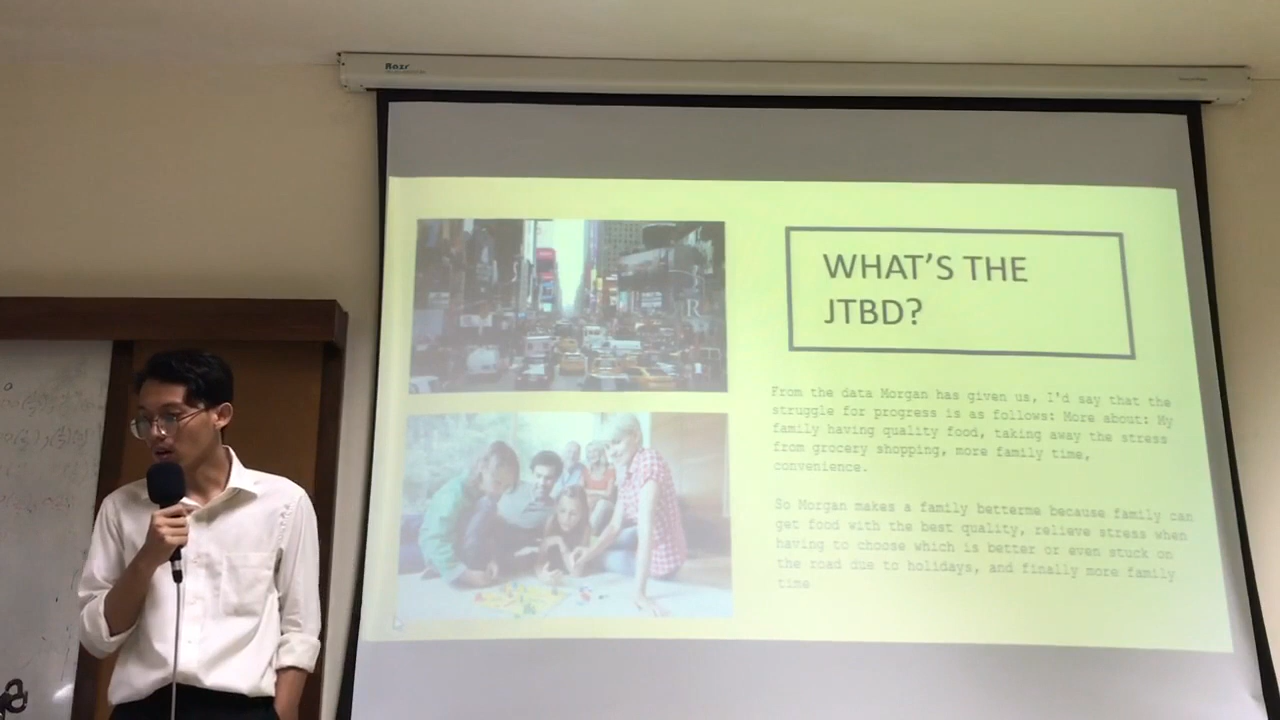 Razr
WHAT'S THE
JTBD?
From the data Morgan has given us, I'd say that the
struggle for progress is as follows: More about: My
family having quality food, taking away the stress
from grocery shopping, more family time,
convenience.
So Morgan makes a family betterme because family can
get food with the best quality, relieve stress when
having to choose which is better or even stuck on
the road due to holidays, and finally more family
time